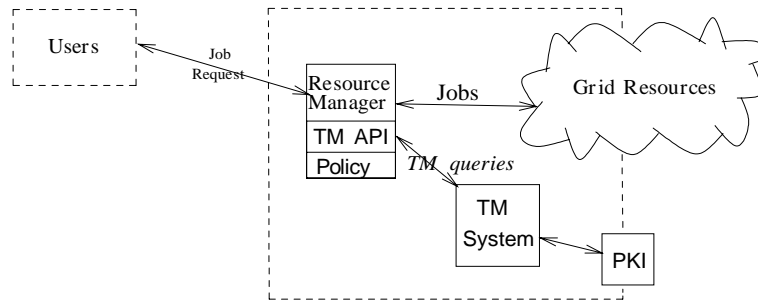 Users
Job
Request
Resource
Manager
TM API
Policy
Jobs
Grid Resources
TM queries
TM
System
PKI